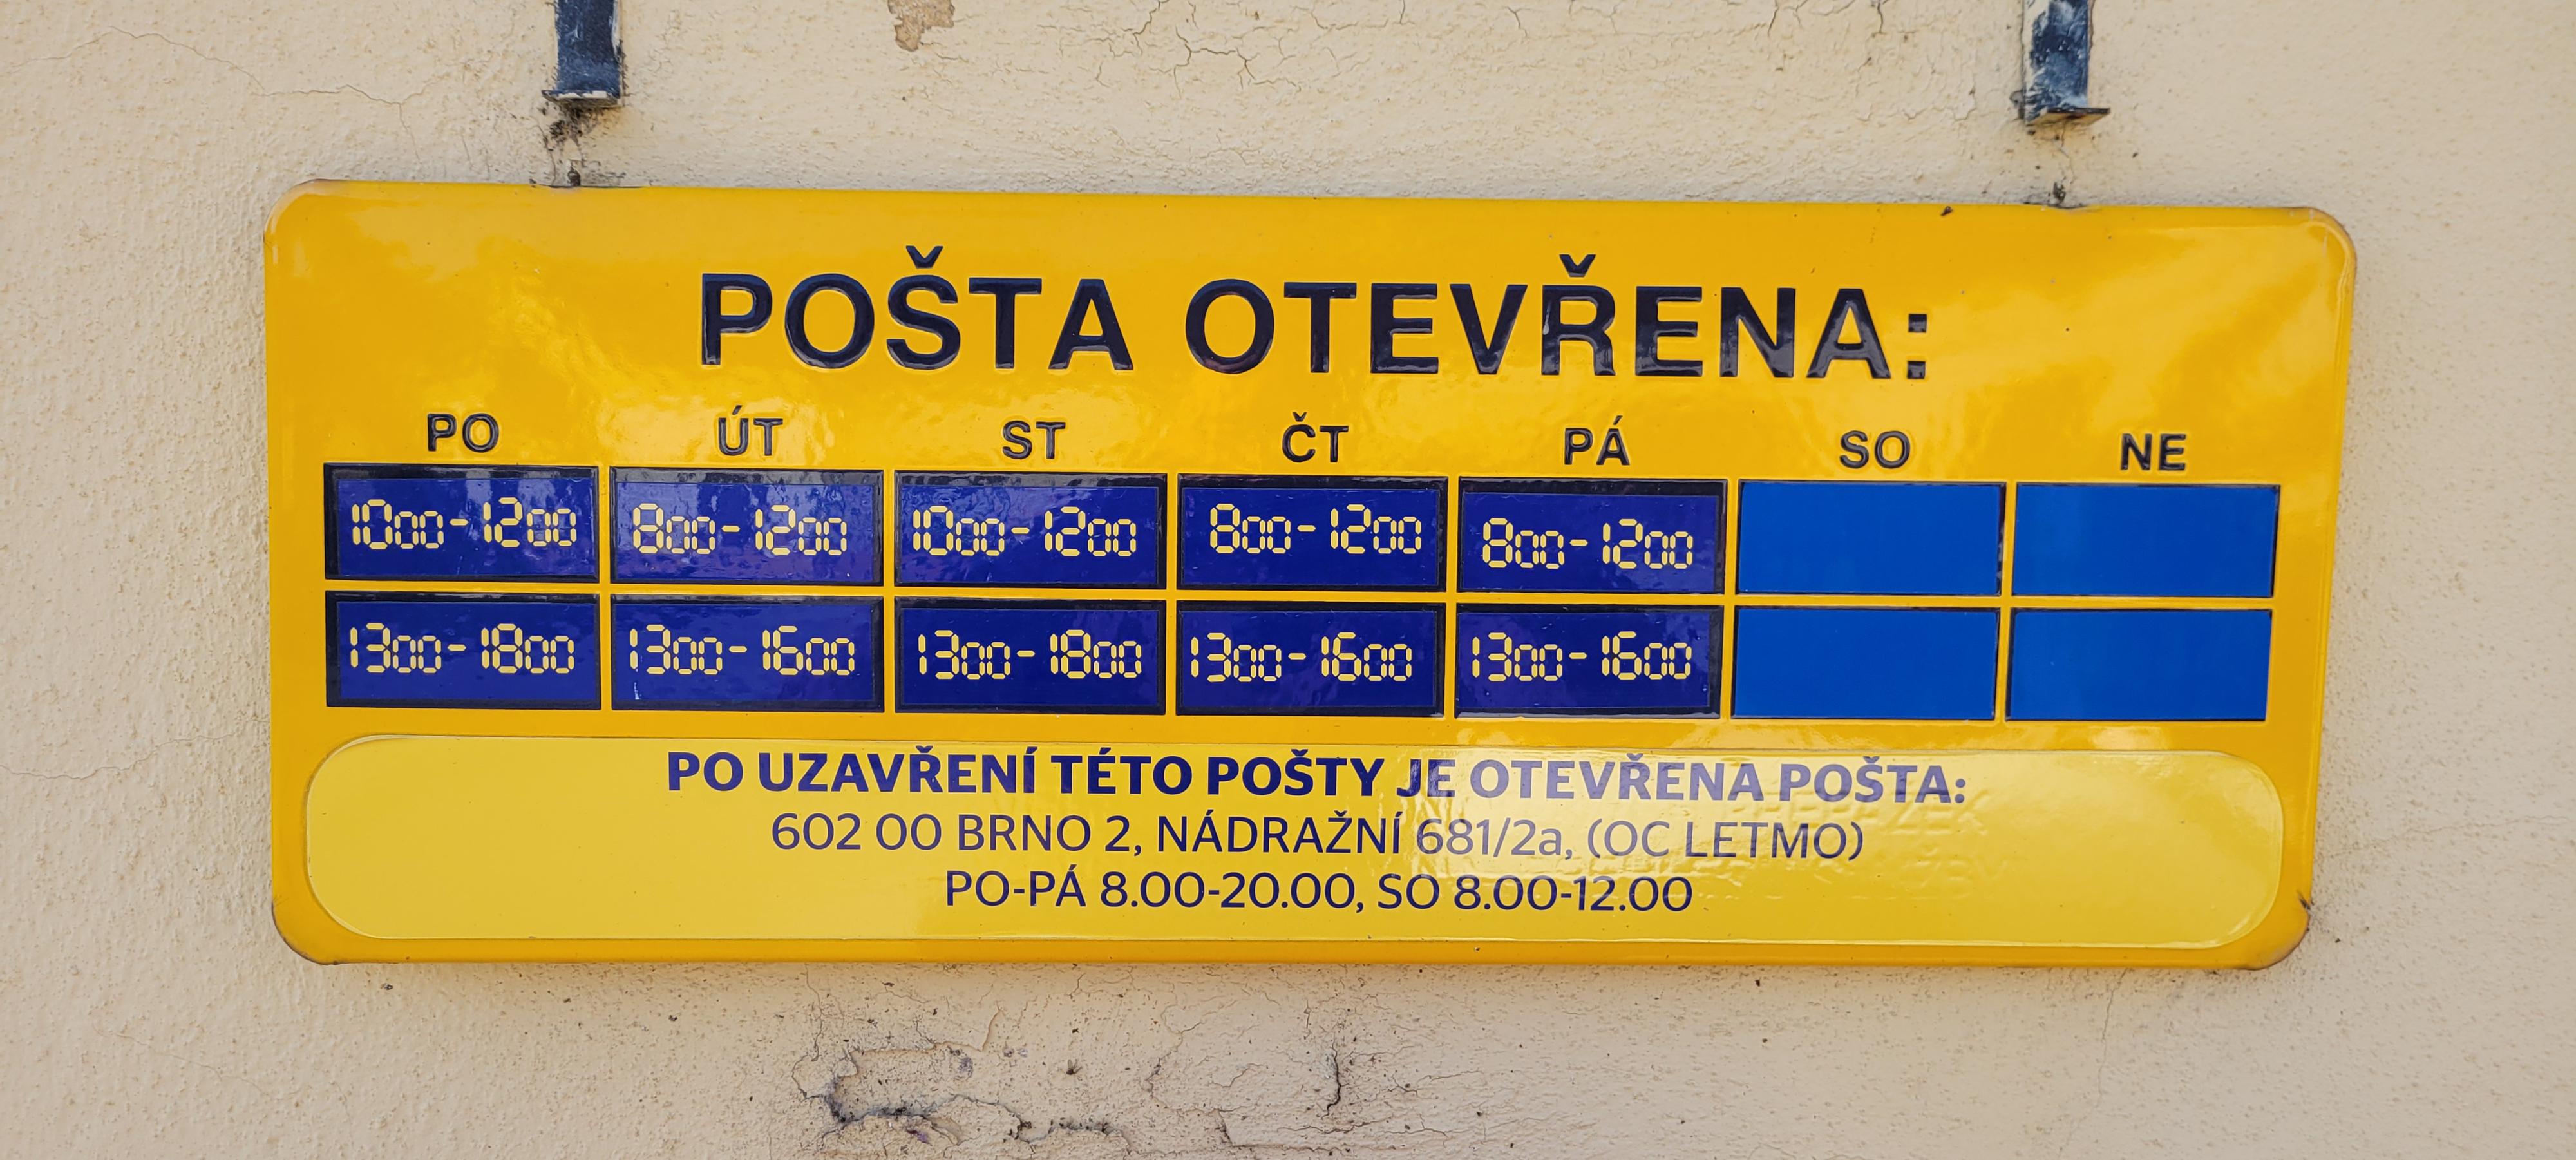 POŠTA OTEVŘENA:
PO ÚT ST ČT PÁ SO NE
1000-1200 800-1200 1000-1200 800-1200 800-1200
1300-1800 1300-1600 1300-1800 1300-1600 1300-1600
PO UZAVŘENÍ TÉTO POŠTY JE OTEVŘENA POŠTA:
602 00 BRNO 2, NÁDRAŽNÍ 681/2a, (OC LETMO)
PO-PÁ 8.00-20.00, SO 8.00-12.00